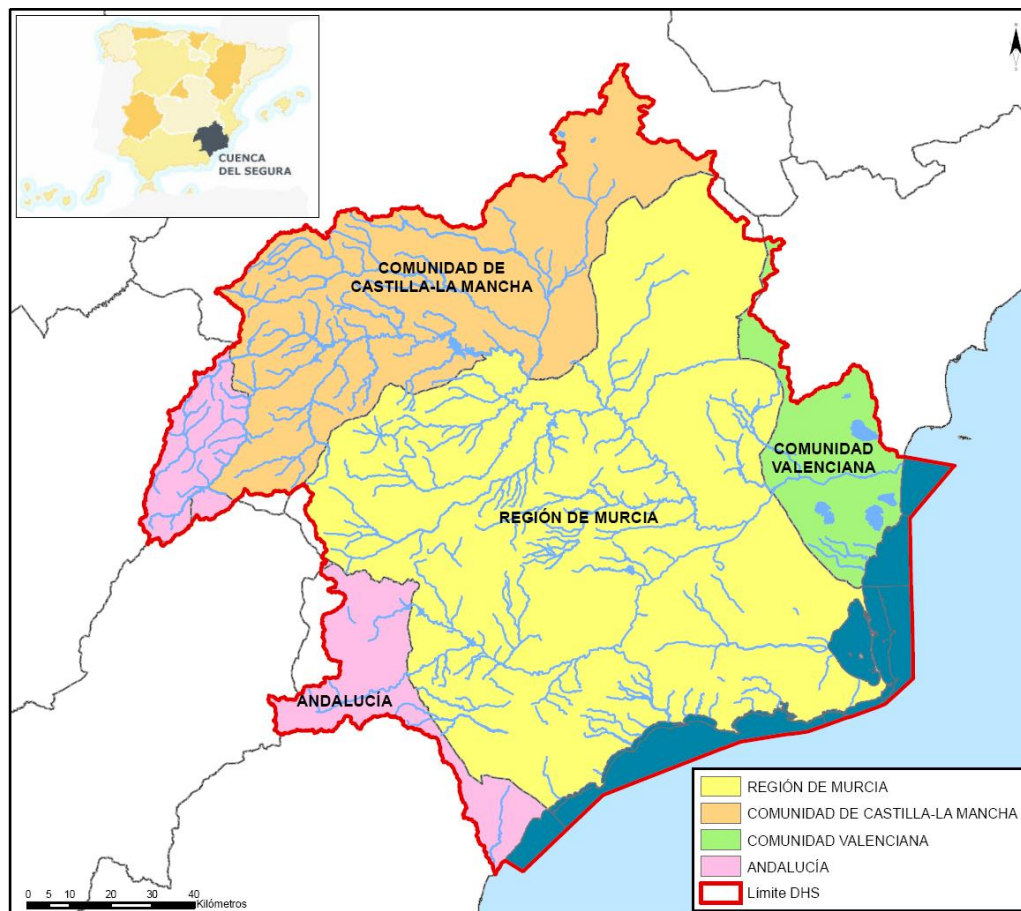 CUENCA
DEL SEGURA
COMUNIDAD DE
CASTILLA-LA MANCHA
COMUNIDAD
VALENCIANA
REGIÓN DE MURCIA
ANDALUCÍA
REGIÓN DE MURCIA
COMUNIDAD DE CASTILLA-LA MANCHA
COMUNIDAD VALENCIANA
ANDALUCÍA
Límite DHS
0 5 10 20 30 40
Kilómetros